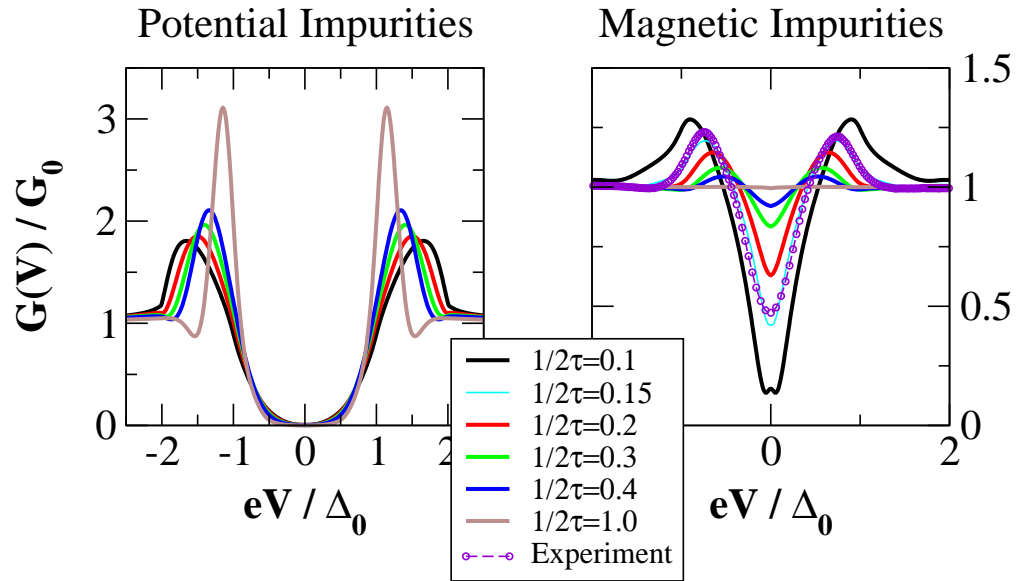 Potential Impurities
Magnetic Impurities
G(V) / G₀
3
2
1
0
-2 -1 0 1 2
eV / Δ₀
1.5
1
0.5
0
0 2
eV / Δ₀
1/2τ=0.1
1/2τ=0.15
1/2τ=0.2
1/2τ=0.3
1/2τ=0.4
1/2τ=1.0
Experiment